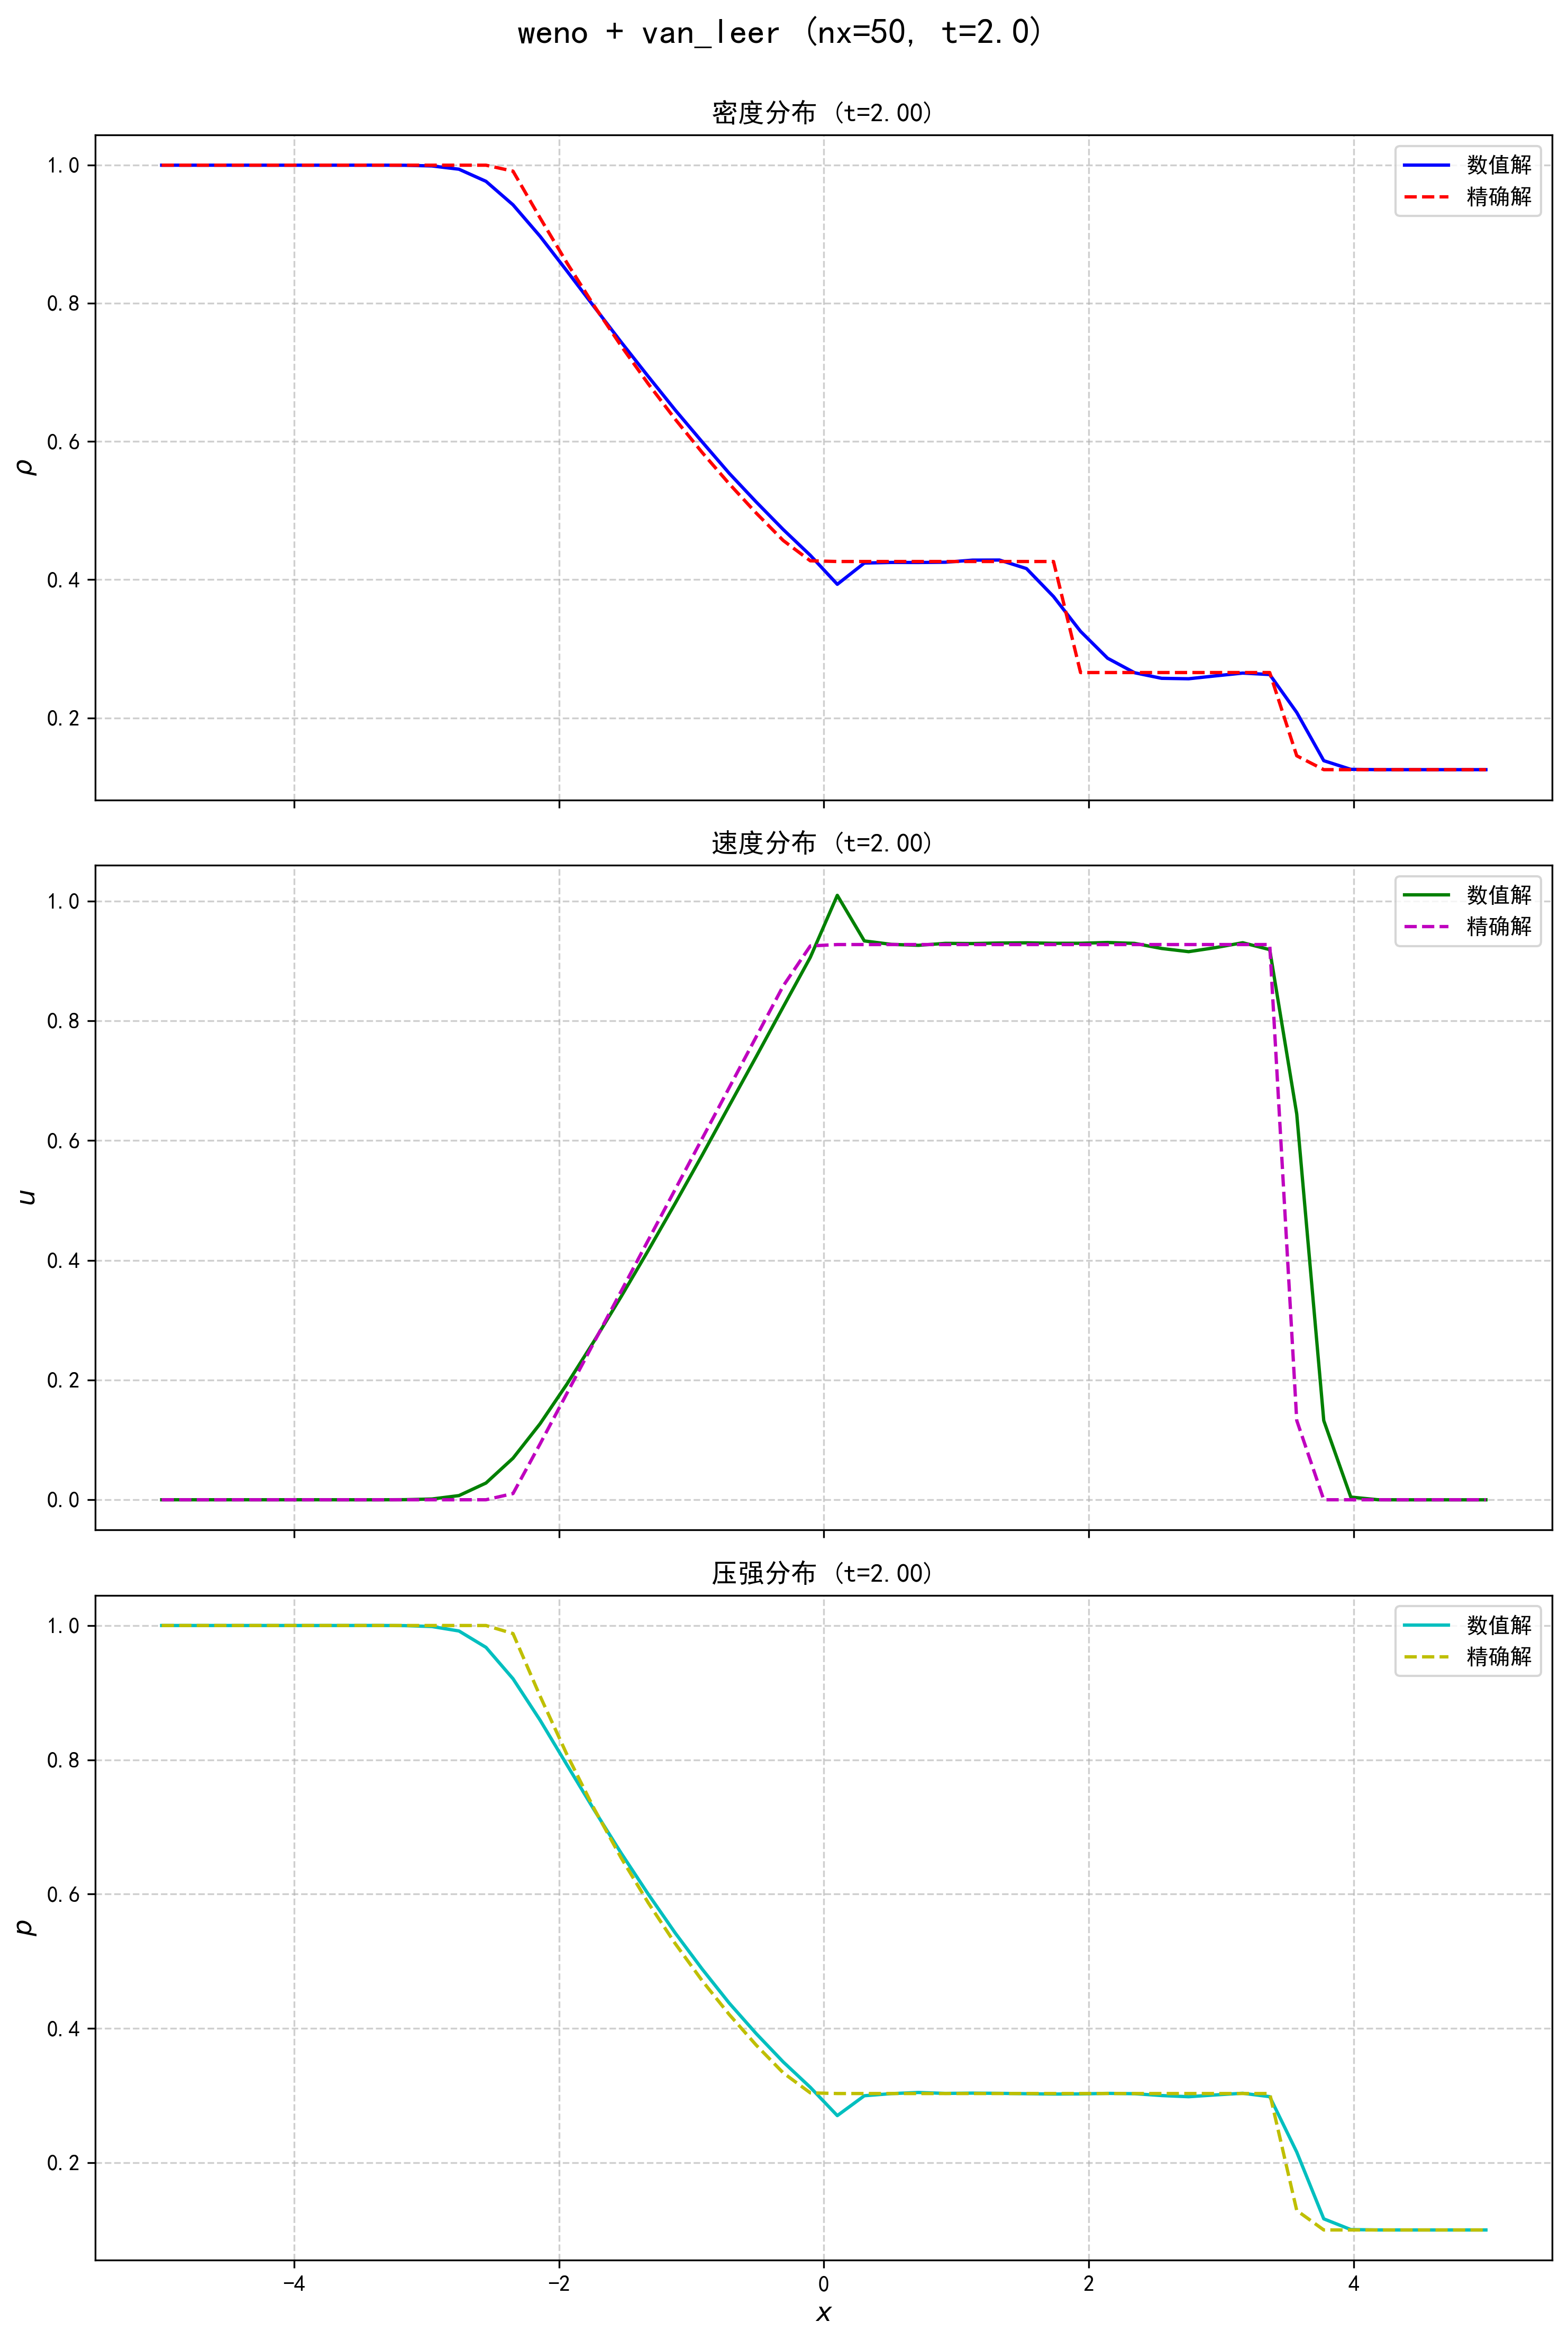 weno + van_leer (nx=50, t=2.0)
密度分布 (t=2.00)
1.0
0.8
0.6
0.4
0.2
ρ
数值解
精确解
速度分布 (t=2.00)
1.0
0.8
0.6
0.4
0.2
0.0
u
数值解
精确解
压强分布 (t=2.00)
1.0
0.8
0.6
0.4
0.2
p
数值解
精确解
−4 −2 0 2 4
x